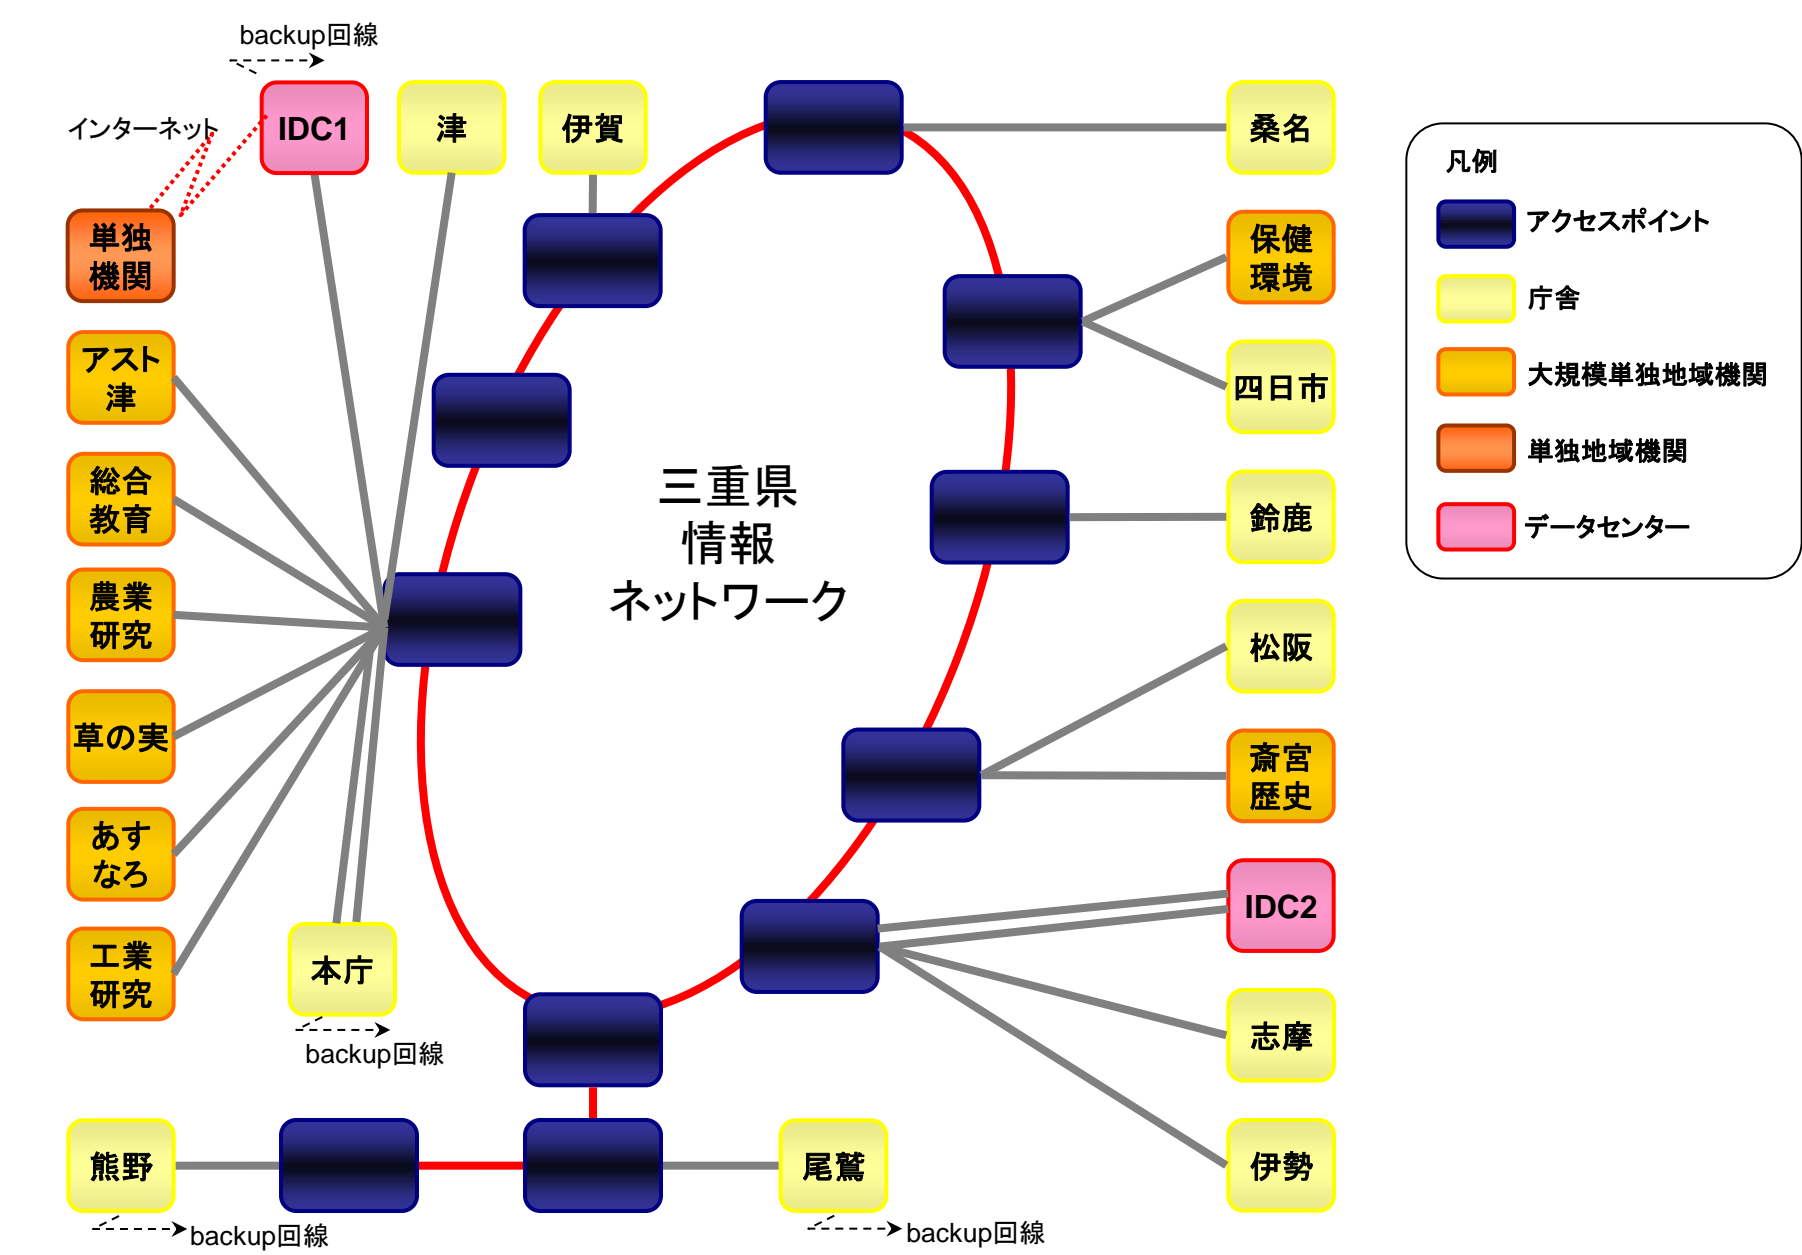 backup回線
インターネット
IDC1
津
伊賀
桑名
単独
機関
保健
環境
アスト
津
四日市
総合
教育
鈴鹿
三重県
情報
ネットワーク
農業
研究
松阪
草の実
斎宮
歴史
あす
なろ
IDC2
工業
研究
本庁
backup回線
志摩
熊野
backup回線
尾鷲
backup回線
伊勢
凡例
アクセスポイント
庁舎
大規模単独地域機関
単独地域機関
データセンター